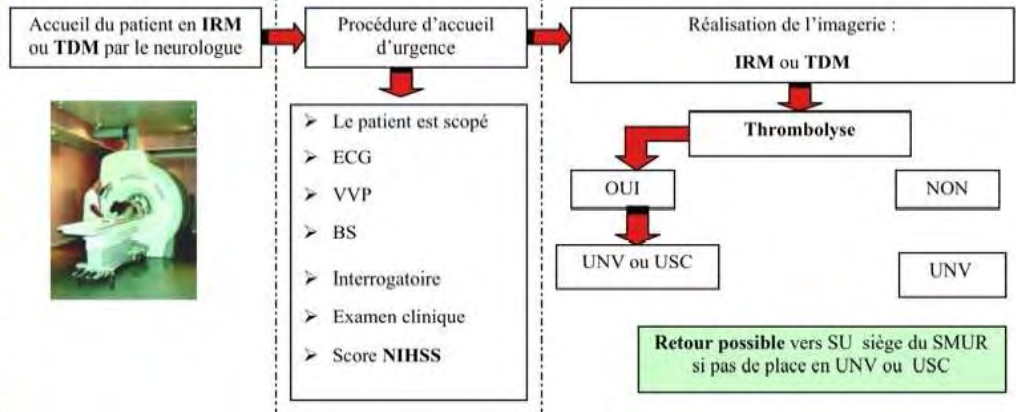 Accueil du patient en IRM
ou TDM par le neurologue
Procédure d'accueil
d'urgence
Réalisation de l'imagerie :
IRM ou TDM
➢ Le patient est scopé
➢ ECG
➢ VVP
➢ BS
➢ Interrogatoire
➢ Examen clinique
➢ Score NIHSS
Thrombolyse
OUI
NON
UNV ou USC
UNV
Retour possible vers SU siège du SMUR
si pas de place en UNV ou USC